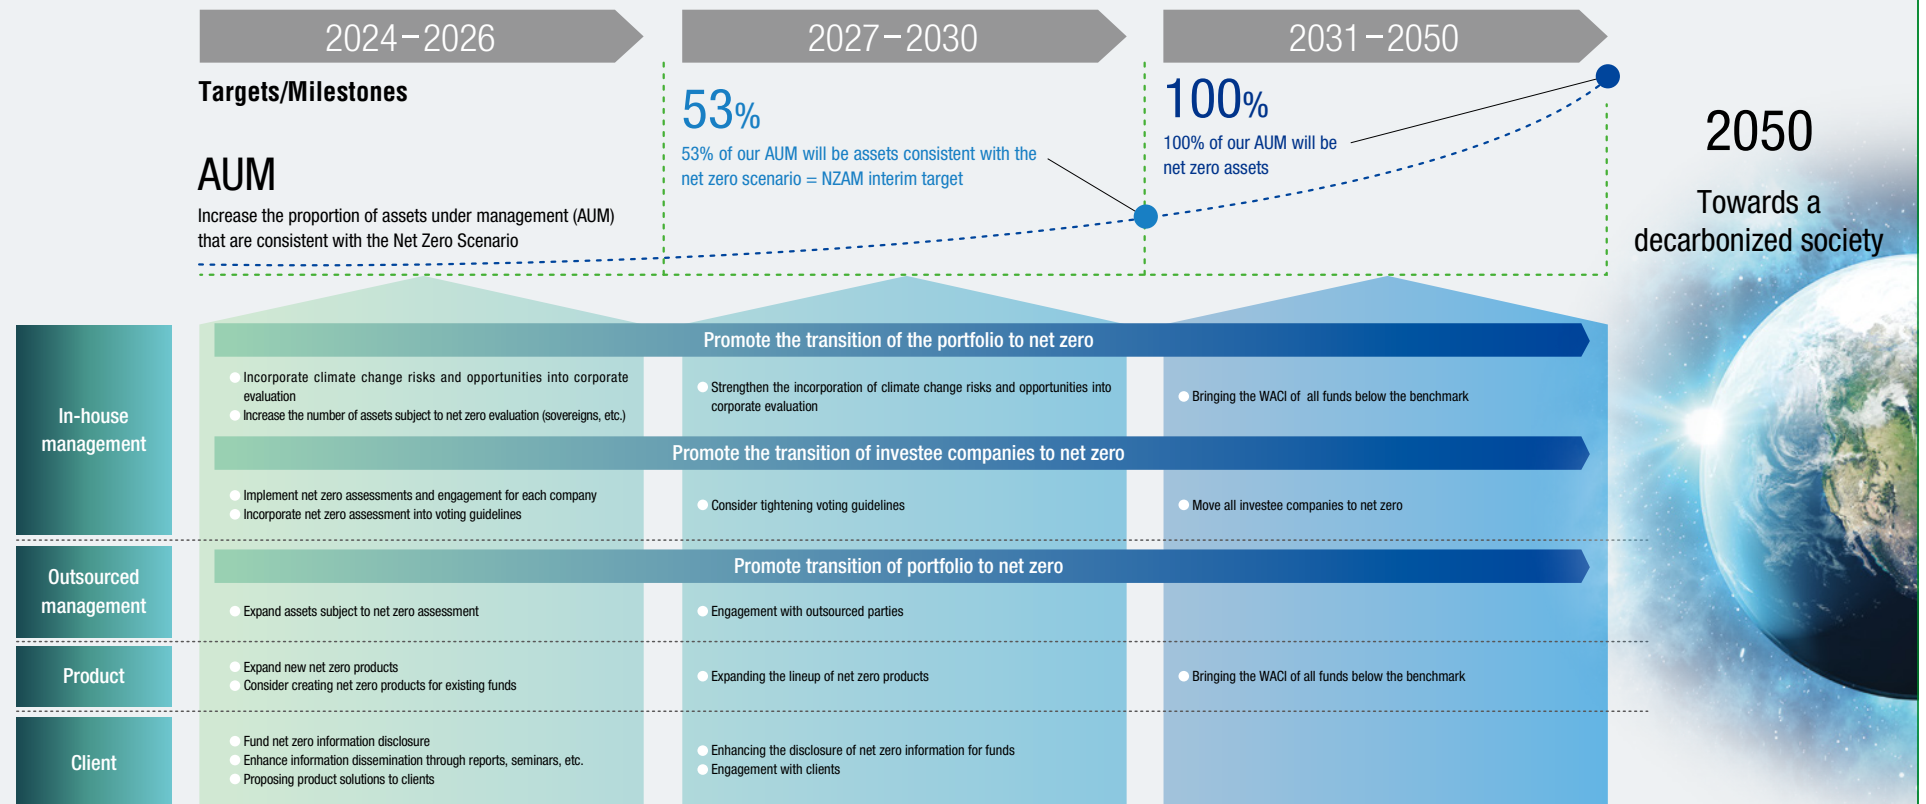 2024–2026
2027–2030
2031–2050
Targets/Milestones
AUM
Increase the proportion of assets under management (AUM)
that are consistent with the Net Zero Scenario
53%
53% of our AUM will be assets consistent with the
net zero scenario = NZAM interim target
100%
100% of our AUM will be
net zero assets
2050
Towards a
decarbonized society
In-house
management
Promote the transition of the portfolio to net zero
Incorporate climate change risks and opportunities into corporate
evaluation
Increase the number of assets subject to net zero evaluation (sovereigns, etc.)
Strengthen the incorporation of climate change risks and opportunities into
corporate evaluation
Bringing the WACI of all funds below the benchmark
Promote the transition of investee companies to net zero
Implement net zero assessments and engagement for each company
Incorporate net zero assessment into voting guidelines
Consider tightening voting guidelines
Move all investee companies to net zero
Outsourced
management
Promote transition of portfolio to net zero
Expand assets subject to net zero assessment
Engagement with outsourced parties
Product
Expand new net zero products
Consider creating net zero products for existing funds
Expanding the lineup of net zero products
Bringing the WACI of all funds below the benchmark
Client
Fund net zero information disclosure
Enhance information dissemination through reports, seminars, etc.
Proposing product solutions to clients
Enhancing the disclosure of net zero information for funds
Engagement with clients